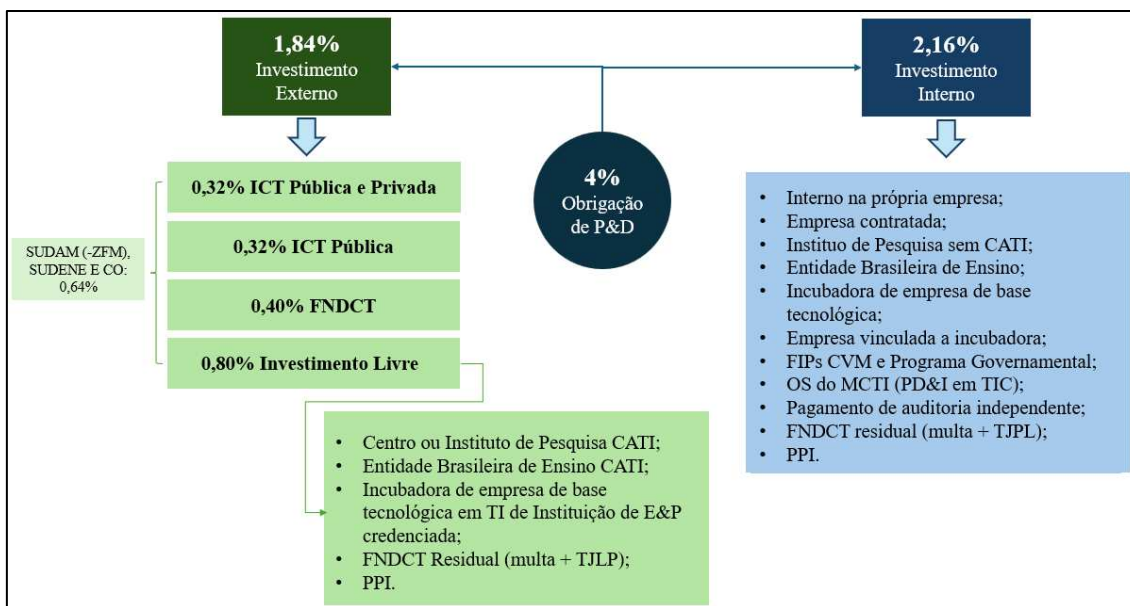 1,84%
Investimento
Externo
2,16%
Investimento
Interno
4%
Obrigação
de P&D
SUDAM (-ZFM),
SUDENE E CO:
0,64%
0,32% ICT Pública e Privada
0,32% ICT Pública
0,40% FNDCT
0,80% Investimento Livre
• Centro ou Instituto de Pesquisa CATI;
• Entidade Brasileira de Ensino CATI;
• Incubadora de empresa de base
tecnológica em TI de Instituição de E&P
credenciada;
• FNDCT Residual (multa + TJLP);
• PPI.
• Interno na própria empresa;
• Empresa contratada;
• Instituo de Pesquisa sem CATI;
• Entidade Brasileira de Ensino;
• Incubadora de empresa de base
tecnológica;
• Empresa vinculada a incubadora;
• FIPs CVM e Programa Governamental;
• OS do MCTI (PD&I em TIC);
• Pagamento de auditoria independente;
• FNDCT residual (multa + TJPL);
• PPI.